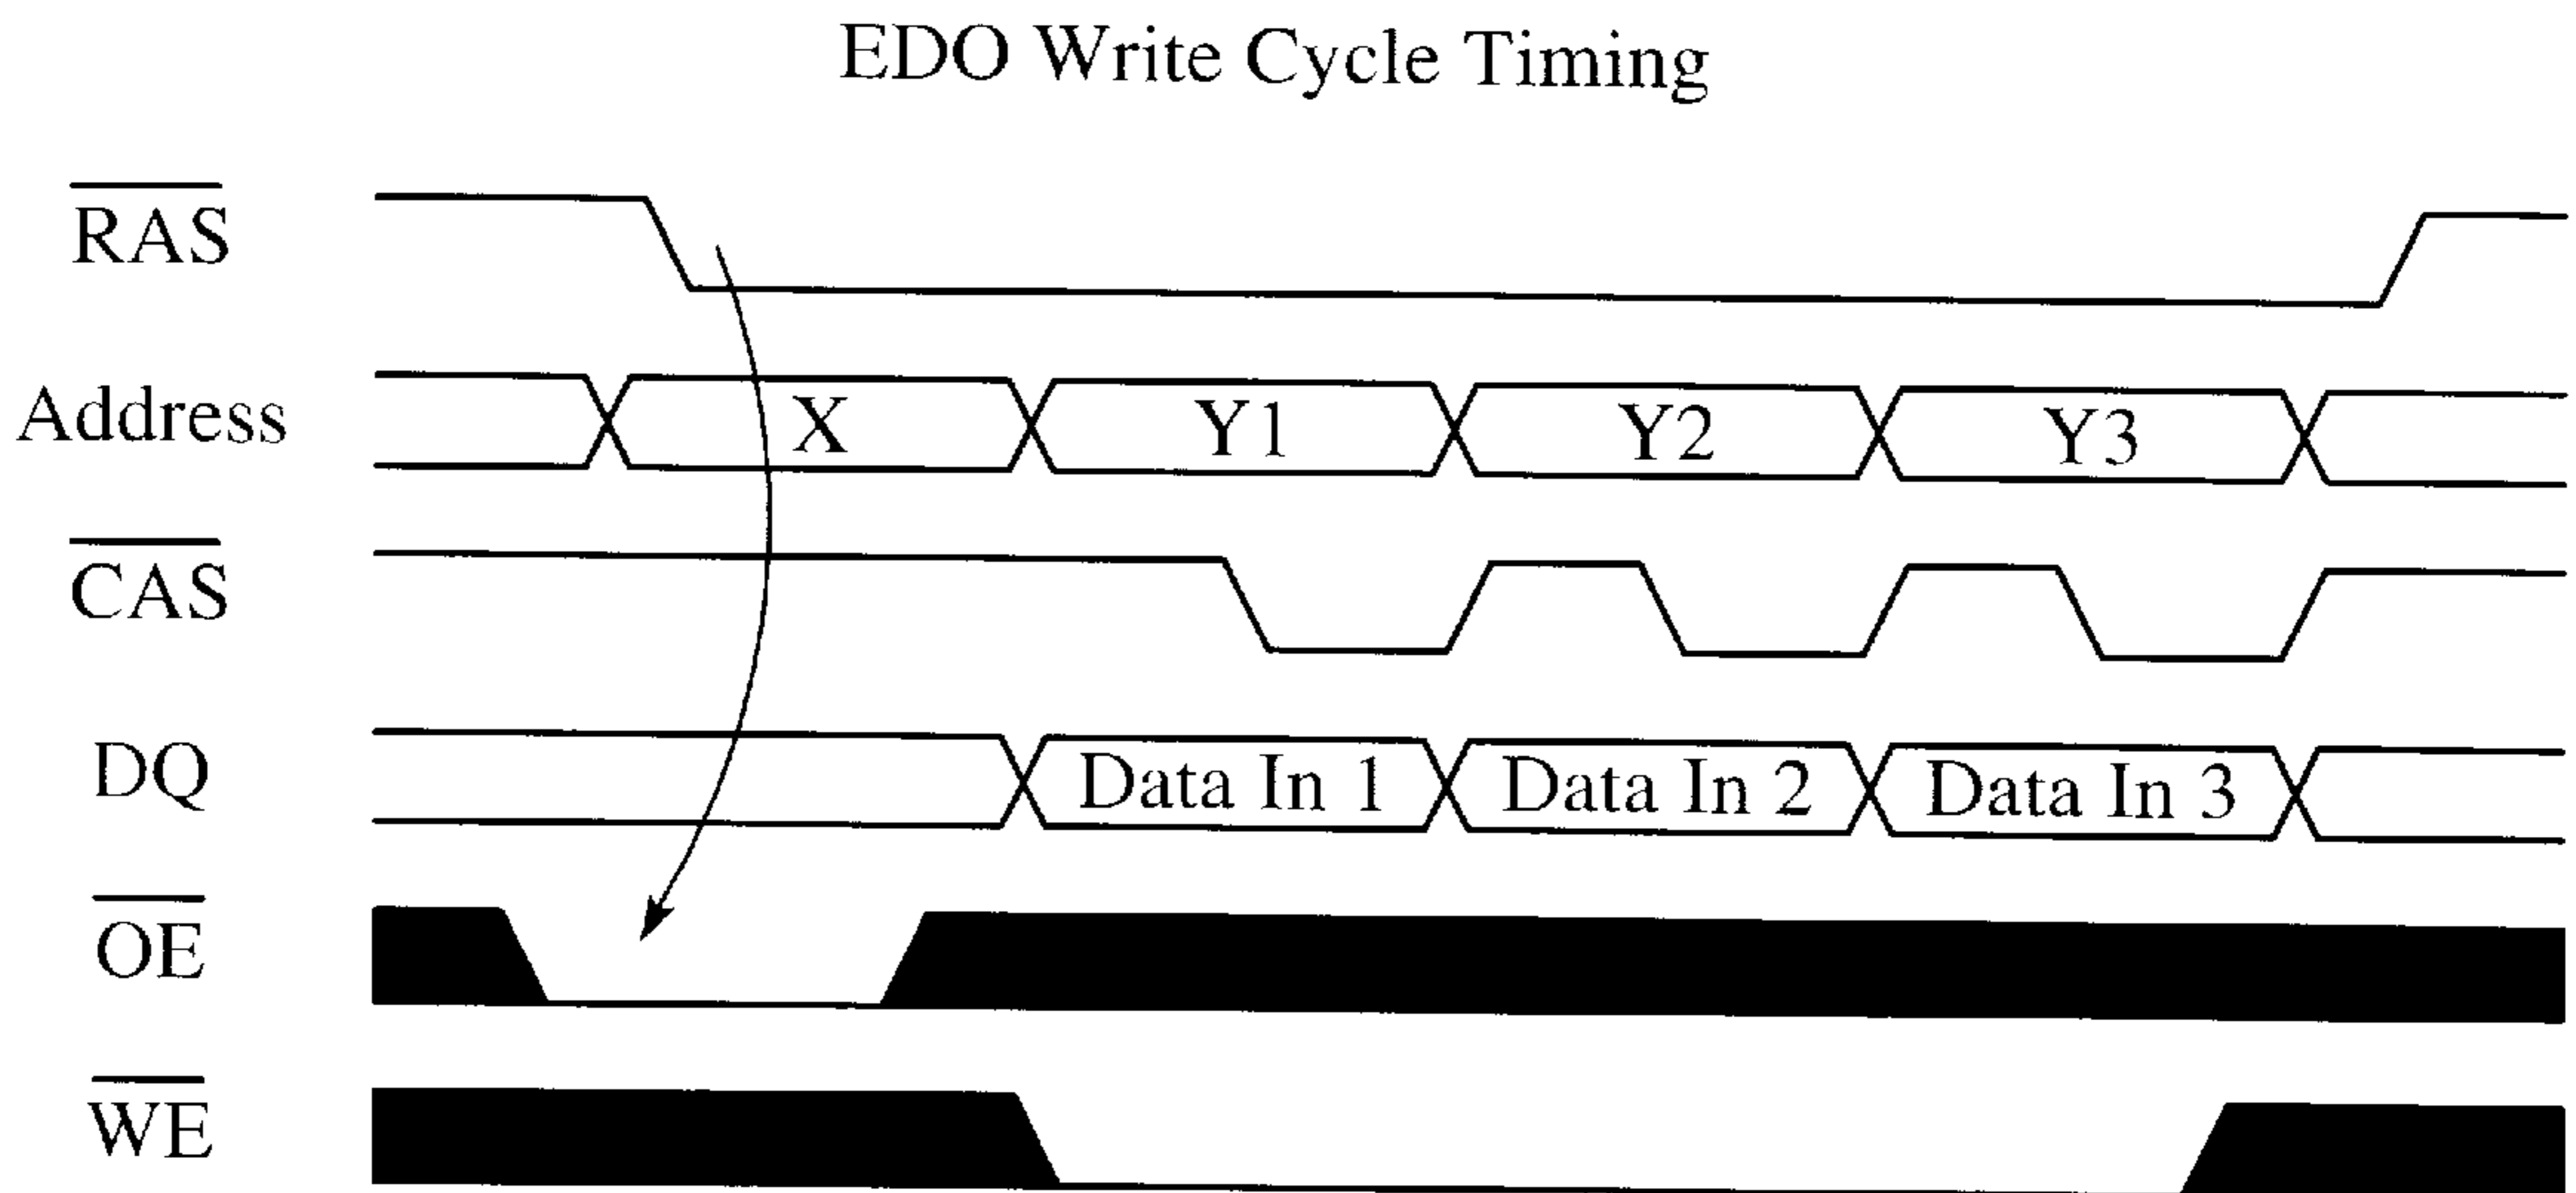 EDO Write Cycle Timing
RAS
Address X Y1 Y2 Y3
CAS
DQ Data In 1 Data In 2 Data In 3
OE
WE